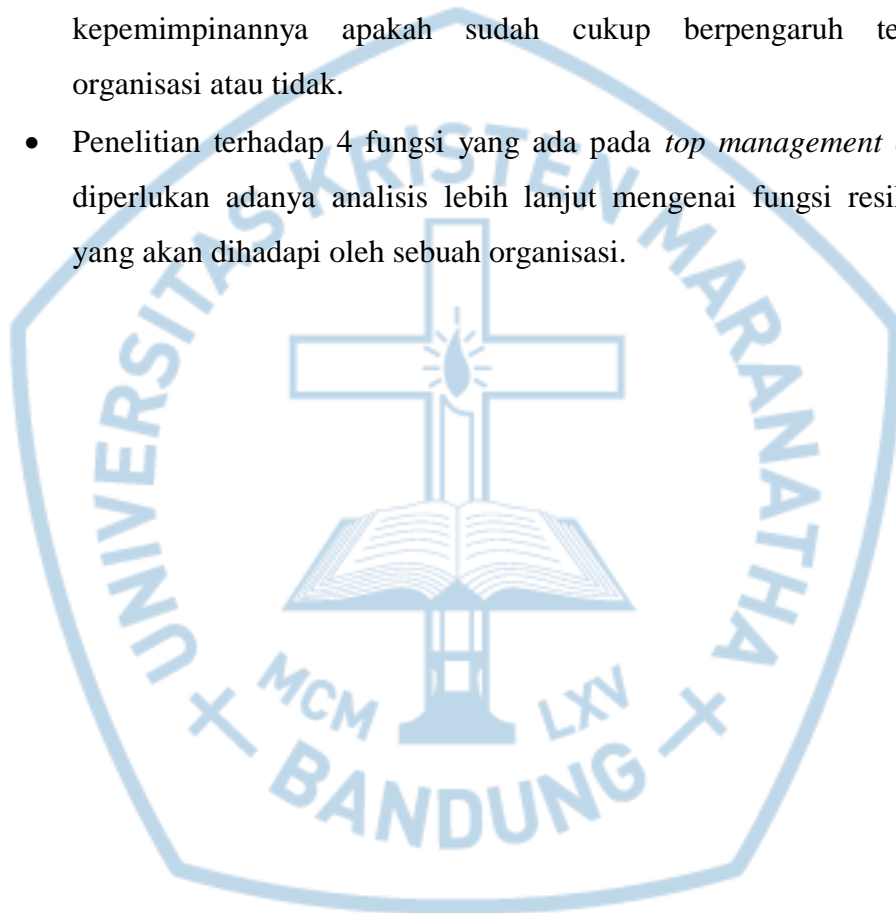 kepemimpinannya apakah sudah cukup berpengaruh te
organisasi atau tidak.
• Penelitian terhadap 4 fungsi yang ada pada top management
diperlukan adanya analisis lebih lanjut mengenai fungsi resi
yang akan dihadapi oleh sebuah organisasi.
UNIVERSITAS KRISTEN MARANATHA
MCM LXV
BANDUNG